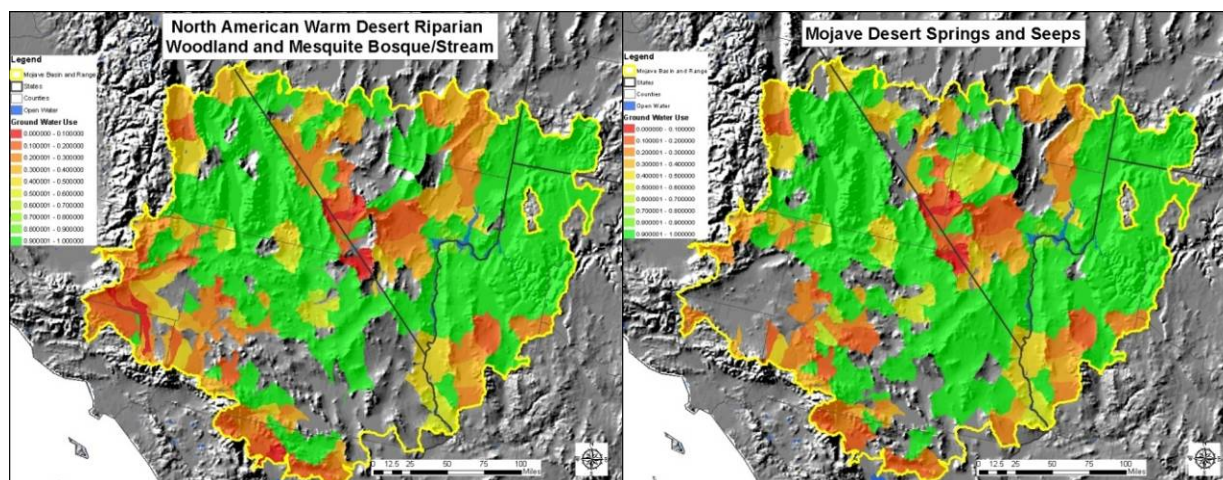 North American Warm Desert Riparian
Woodland and Mesquite Bosque/Stream
Legend
Mojave Basin and Range
States
Counties
Open Water
Ground Water Use
0.000000 - 0.100000
0.100001 - 0.200000
0.200001 - 0.300000
0.300001 - 0.400000
0.400001 - 0.500000
0.500001 - 0.600000
0.600001 - 0.700000
0.700001 - 0.800000
0.800001 - 0.900000
0.900001 - 1.000000
0 12.5 25 50 75 100
Miles
Mojave Desert Springs and Seeps
Legend
Mojave Basin and Range
States
Counties
Open Water
Ground Water Use
0.000000 - 0.100000
0.100001 - 0.200000
0.200001 - 0.300000
0.300001 - 0.400000
0.400001 - 0.500000
0.500001 - 0.600000
0.600001 - 0.700000
0.700001 - 0.800000
0.800001 - 0.900000
0.900001 - 1.000000
0 12.5 25 50 75 100
Miles